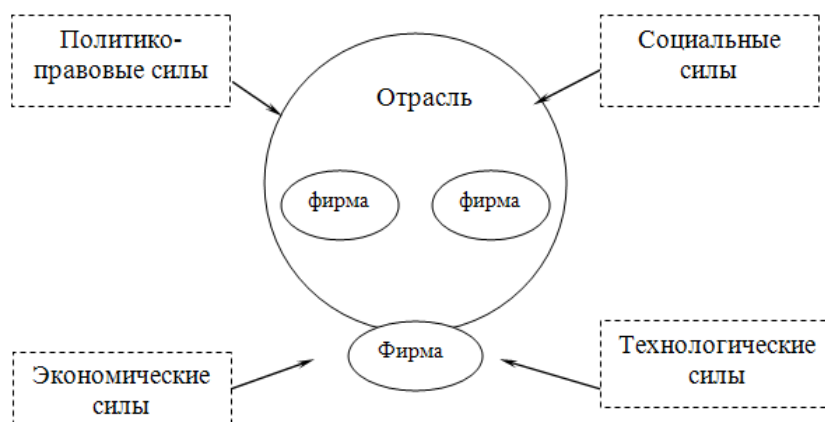 Политико-
правовые силы
Социальные
силы
Отрасль
фирма
фирма
Фирма
Экономические
силы
Технологические
силы